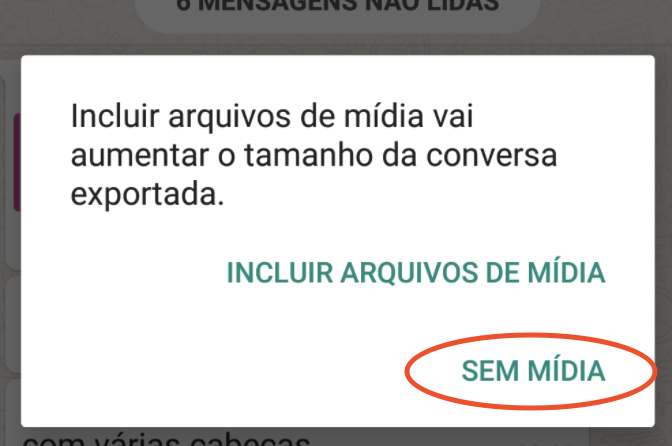 6 MENSAGENS NÃO LIDAS
Incluir arquivos de mídia vai
aumentar o tamanho da conversa
exportada.
INCLUIR ARQUIVOS DE MÍDIA
SEM MÍDIA
com várias cabeças